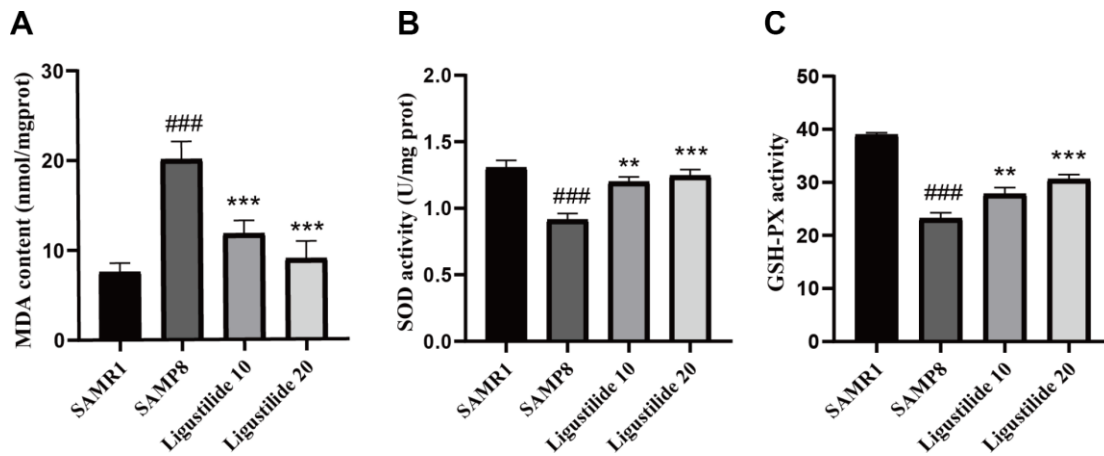 A
MDA content (nmol/mgprot)
30
20
10
0
###
***
***
SAMR1
SAMP8
Ligustilide 10
Ligustilide 20
B
SOD activity (U/mg prot)
2.0
1.5
1.0
0.5
0.0
###
**
***
SAMR1
SAMP8
Ligustilide 10
Ligustilide 20
C
GSH-PX activity
50
40
30
20
10
0
###
**
***
SAMR1
SAMP8
Ligustilide 10
Ligustilide 20